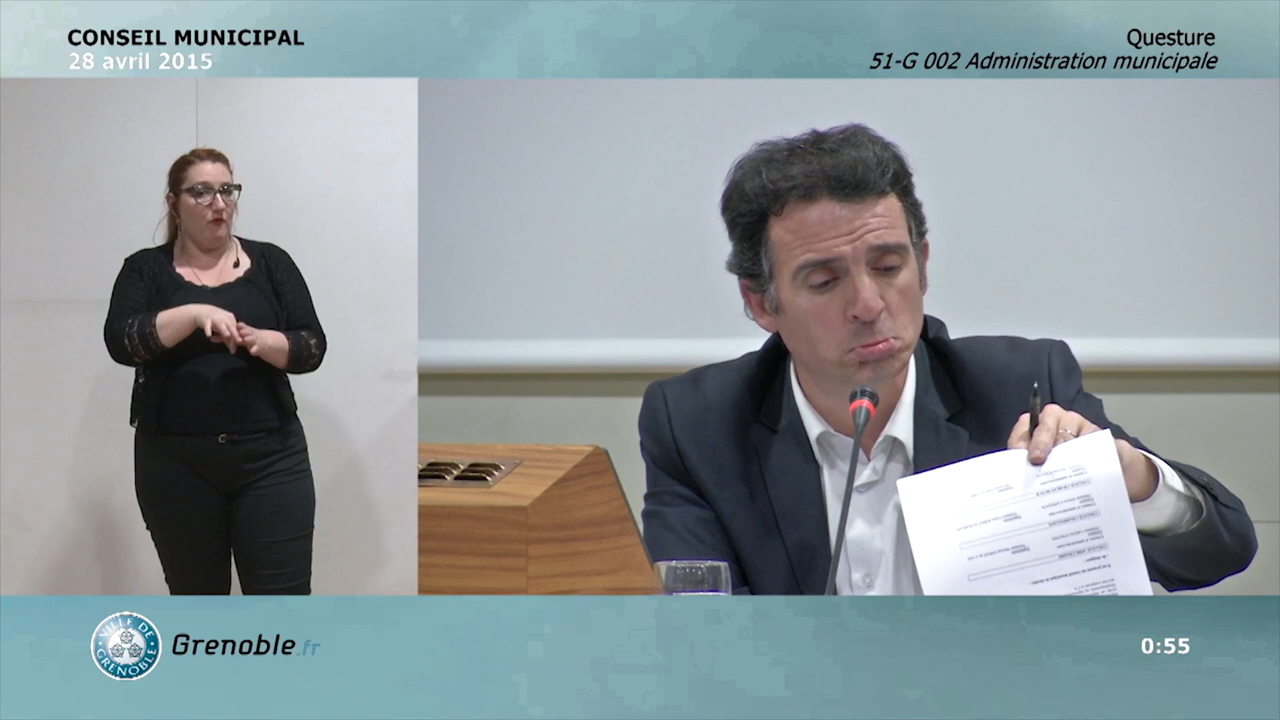 CONSEIL MUNICIPAL
28 avril 2015
Questure
51-G 002 Administration municipale
VILLE DE
GRENOBLE
Grenoble.fr
0:55